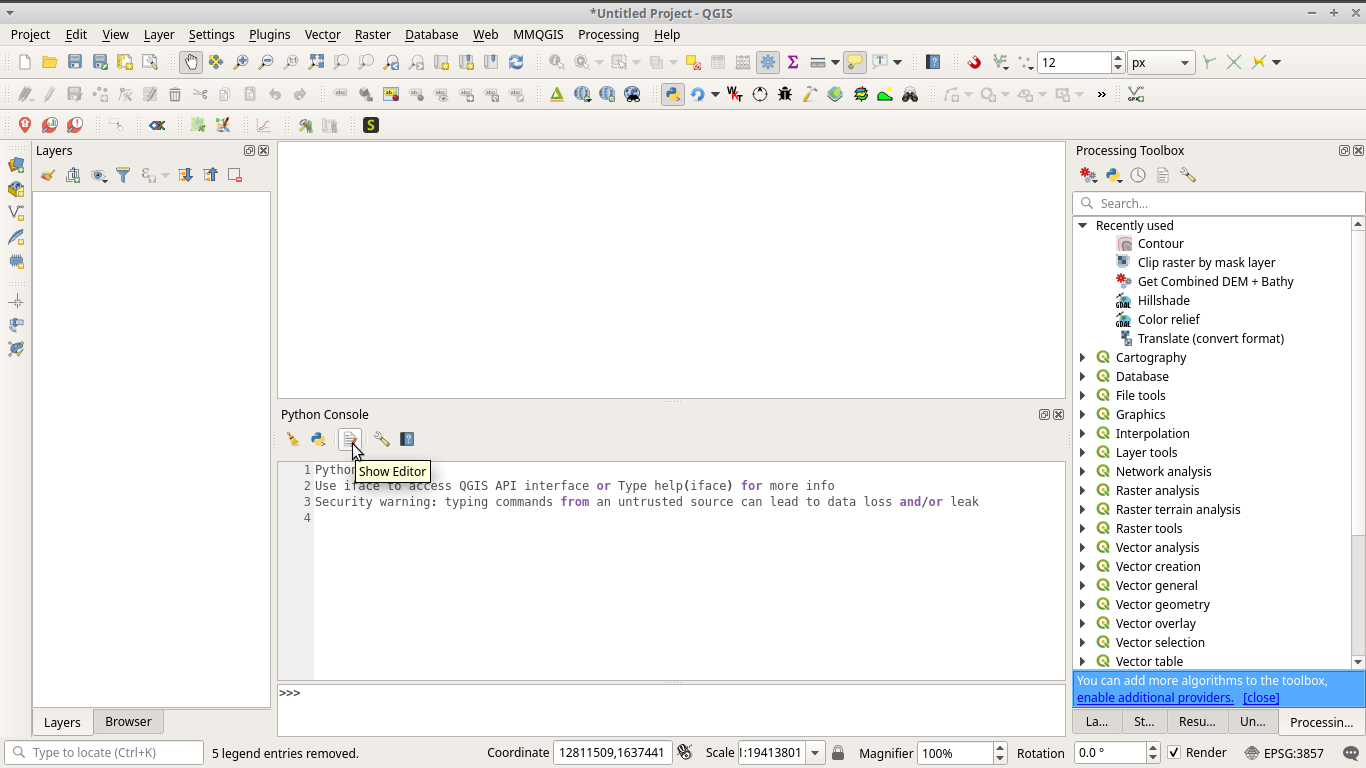 *Untitled Project - QGIS
Project Edit View Layer Settings Plugins Vector Raster Database Web MMQGIS Processing Help
12 px
Layers
Processing Toolbox
Search...
Recently used
Contour
Clip raster by mask layer
Get Combined DEM + Bathy
Hillshade
Color relief
Translate (convert format)
Cartography
Database
File tools
Graphics
Interpolation
Layer tools
Network analysis
Raster analysis
Raster terrain analysis
Raster tools
Vector analysis
Vector creation
Vector general
Vector geometry
Vector overlay
Vector selection
Vector table
You can add more algorithms to the toolbox,
enable additional providers. [close]
La... St... Resu... Un... Processin...
Python Console
Show Editor
1 Python
2 Use iface to access QGIS API interface or Type help(iface) for more info
3 Security warning: typing commands from an untrusted source can lead to data loss and/or leak
4
>>>
Layers Browser
Type to locate (Ctrl+K) 5 legend entries removed. Coordinate 12811509,1637441 Scale 1:19413801 Magnifier 100% Rotation 0.0 ° Render EPSG:3857